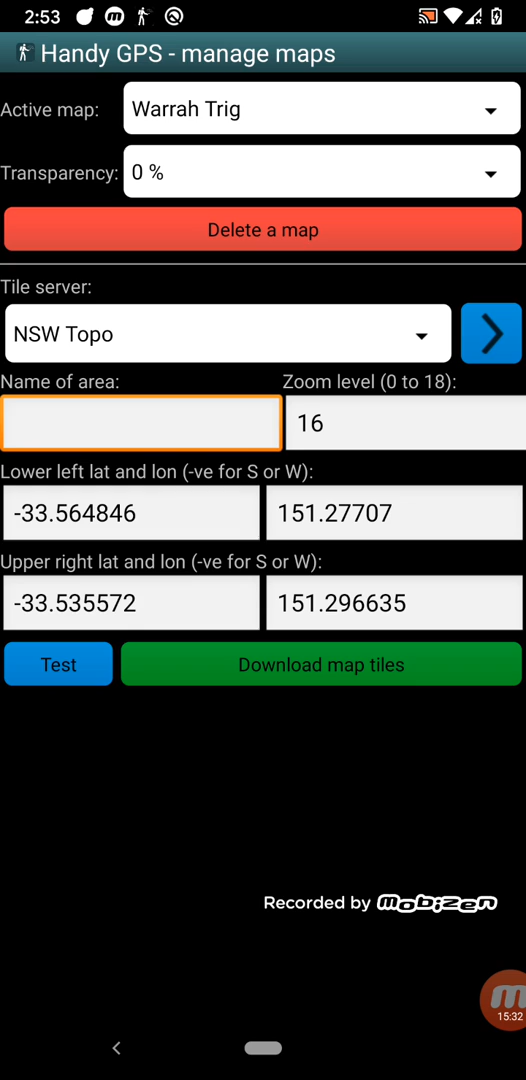 2:53
Handy GPS - manage maps
Active map: Warrah Trig
Transparency: 0 %
Delete a map
Tile server:
NSW Topo
Name of area: Zoom level (0 to 18):
16
Lower left lat and lon (-ve for S or W):
-33.564846 151.27707
Upper right lat and lon (-ve for S or W):
-33.535572 151.296635
Test Download map tiles
Recorded by mobizen
15:32